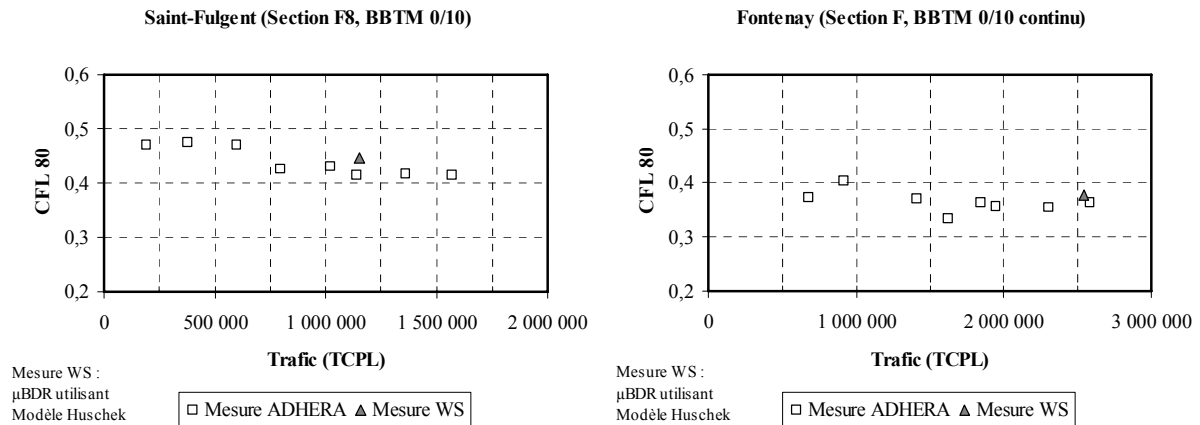 Saint-Fulgent (Section F8, BBTM 0/10)
0,6
0,5
0,4
0,3
0,2
CFL 80
0
500 000
1 000 000
1 500 000
2 000 000
Trafic (TCPL)
Mesure WS :
µBDR utilisant
Modèle Huschek
Mesure ADHERA
Mesure WS
Fontenay (Section F, BBTM 0/10 continu)
0,6
0,5
0,4
0,3
0,2
CFL 80
0
1 000 000
2 000 000
3 000 000
Trafic (TCPL)
Mesure WS :
µBDR utilisant
Modèle Huschek
Mesure ADHERA
Mesure WS